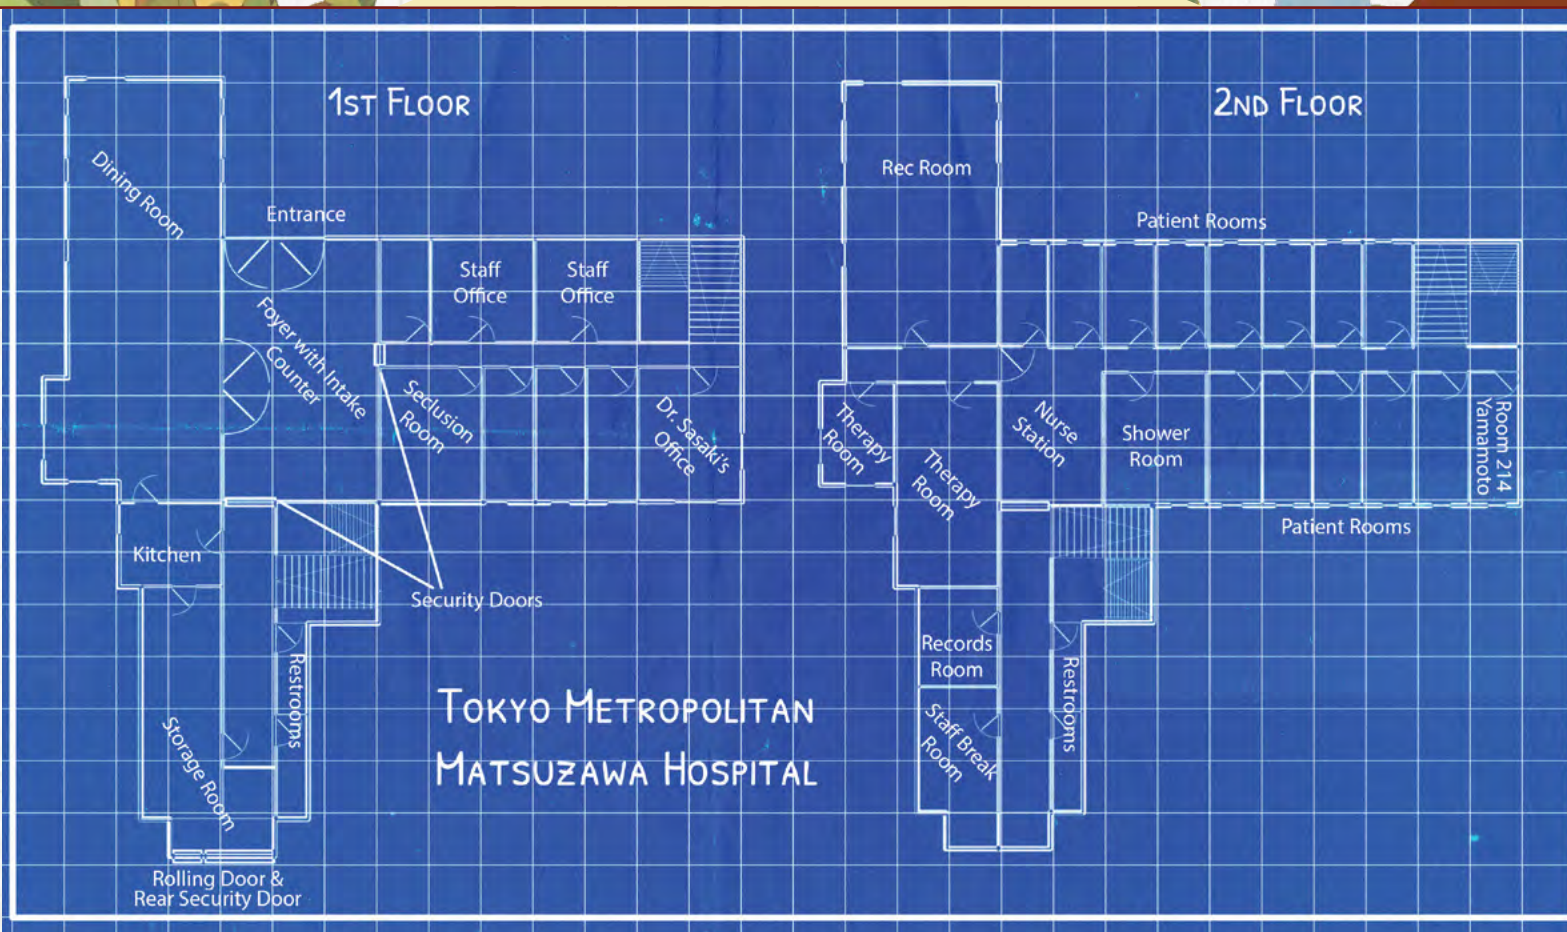 1st Floor
Dining Room
Entrance
Staff
Office
Staff
Office
Foyer with Intake
Counter
Seclusion
Room
Dr. Sasaki's
Office
Kitchen
Security Doors
Restrooms
Storage Room
Rolling Door &
Rear Security Door
2nd Floor
Rec Room
Patient Rooms
Therapy
Room
Therapy
Room
Nurse
Station
Shower
Room
Room 214
Yamamoto
Patient Rooms
Records
Room
Restrooms
Staff Break
Room
Tokyo Metropolitan
Matsuzawa Hospital